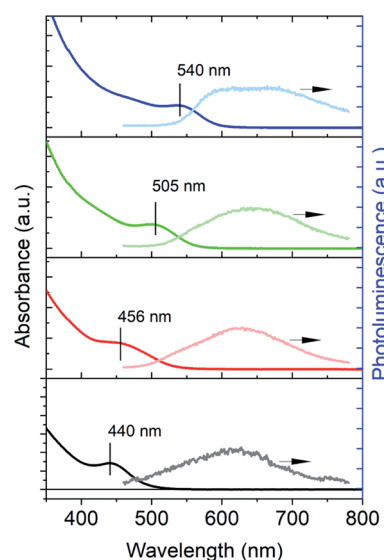 540 nm
505 nm
456 nm
440 nm
Absorbance (a.u.)
Photoluminescence (a.u.)
400 500 600 700 800
Wavelength (nm)